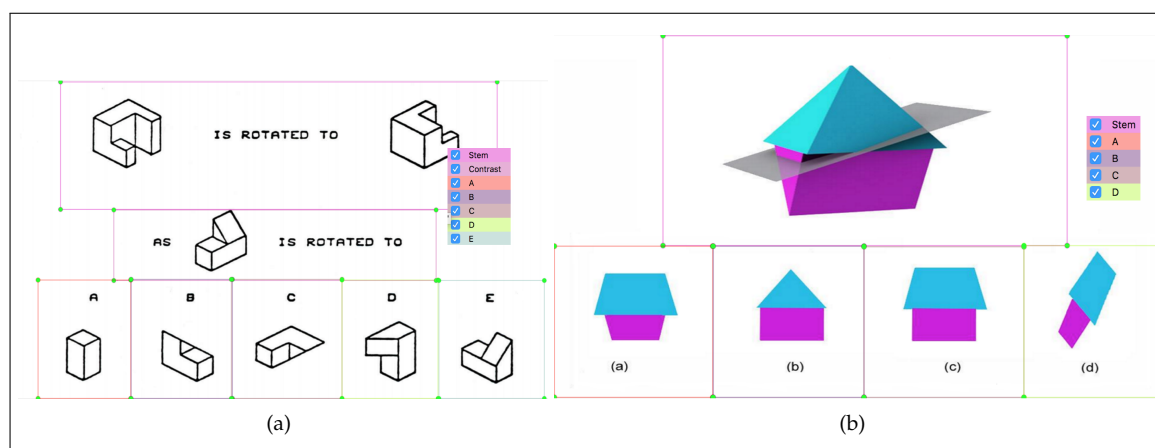 IS ROTATED TO
Stem
Contrast
A
B
C
D
E
AS IS ROTATED TO
A B C D E
Stem
A
B
C
D
(a) (b) (c) (d)
(a) (b)